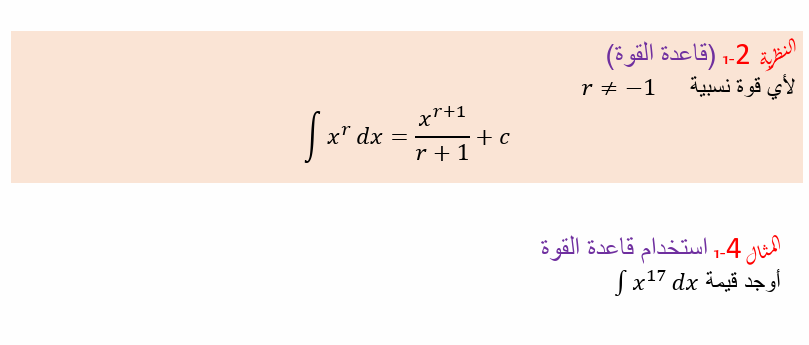 النظرية 2-1 (قاعدة القوة)
لأي قوة نسبية r ≠ −1
∫ x^r dx = x^(r+1)/(r + 1) + c
المثال 4-1 استخدام قاعدة القوة
أوجد قيمة ∫ x^17 dx